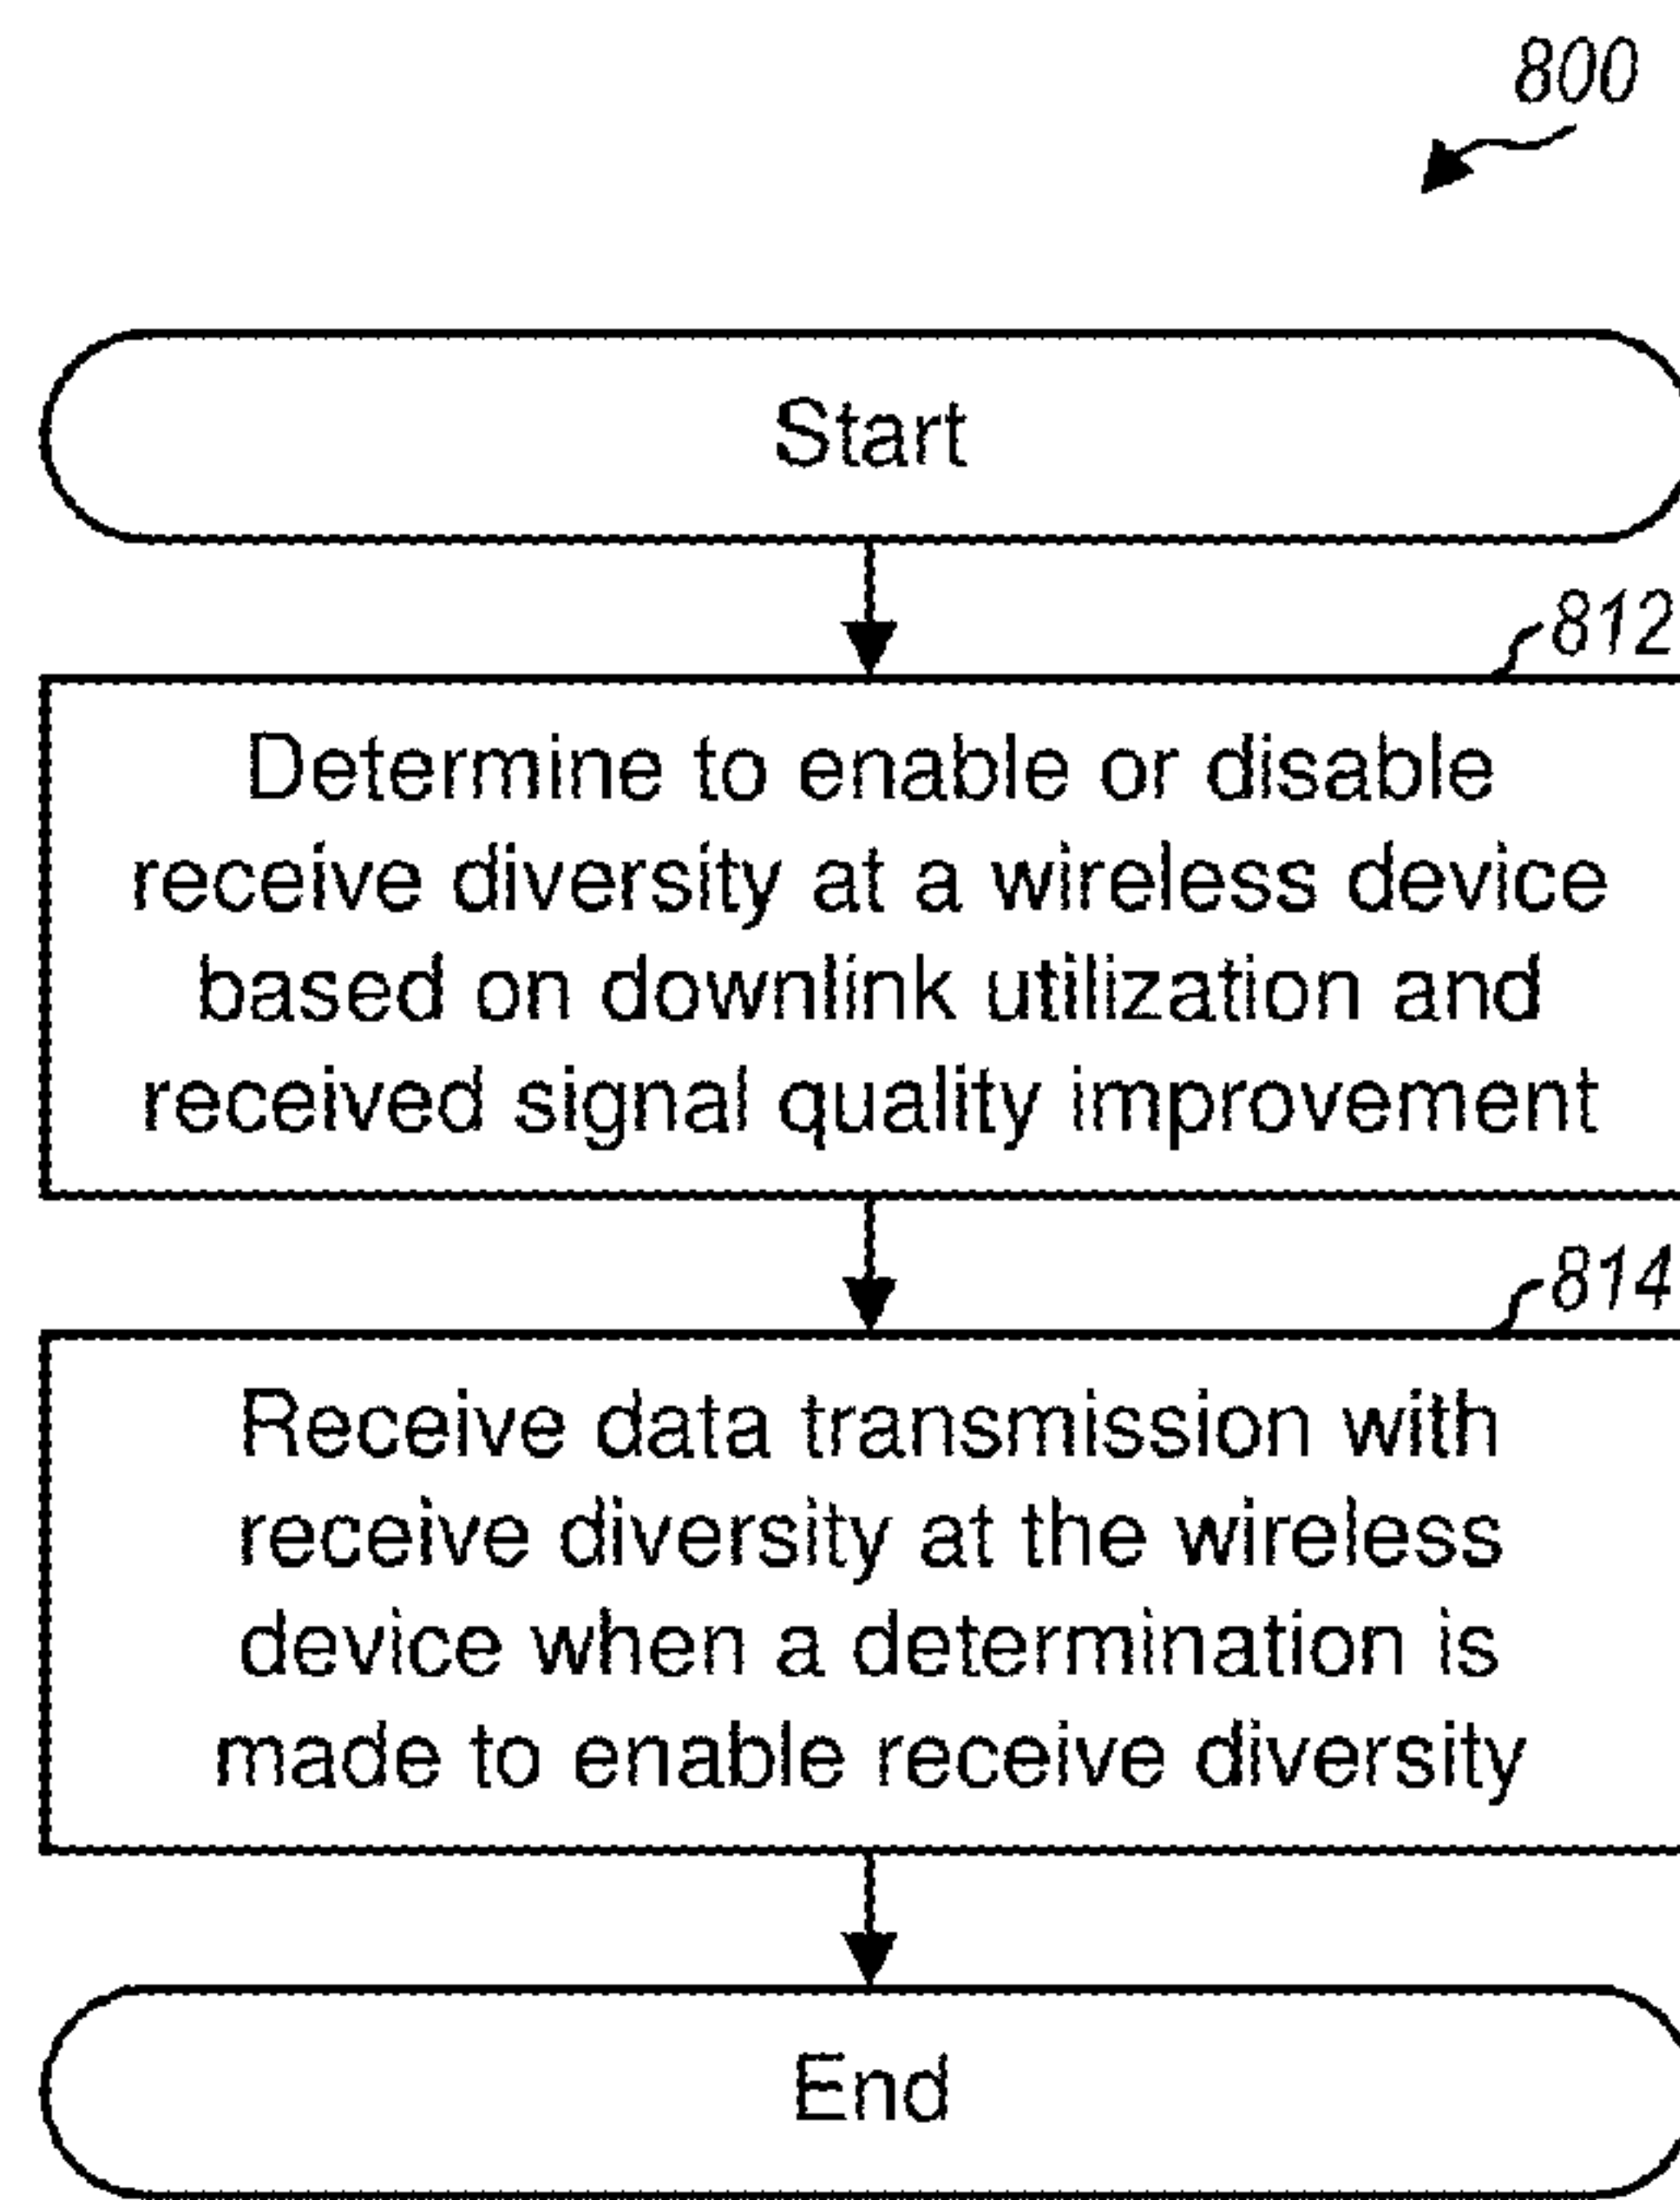 800
Start
812
Determine to enable or disable
receive diversity at a wireless device
based on downlink utilization and
received signal quality improvement
814
Receive data transmission with
receive diversity at the wireless
device when a determination is
made to enable receive diversity
End